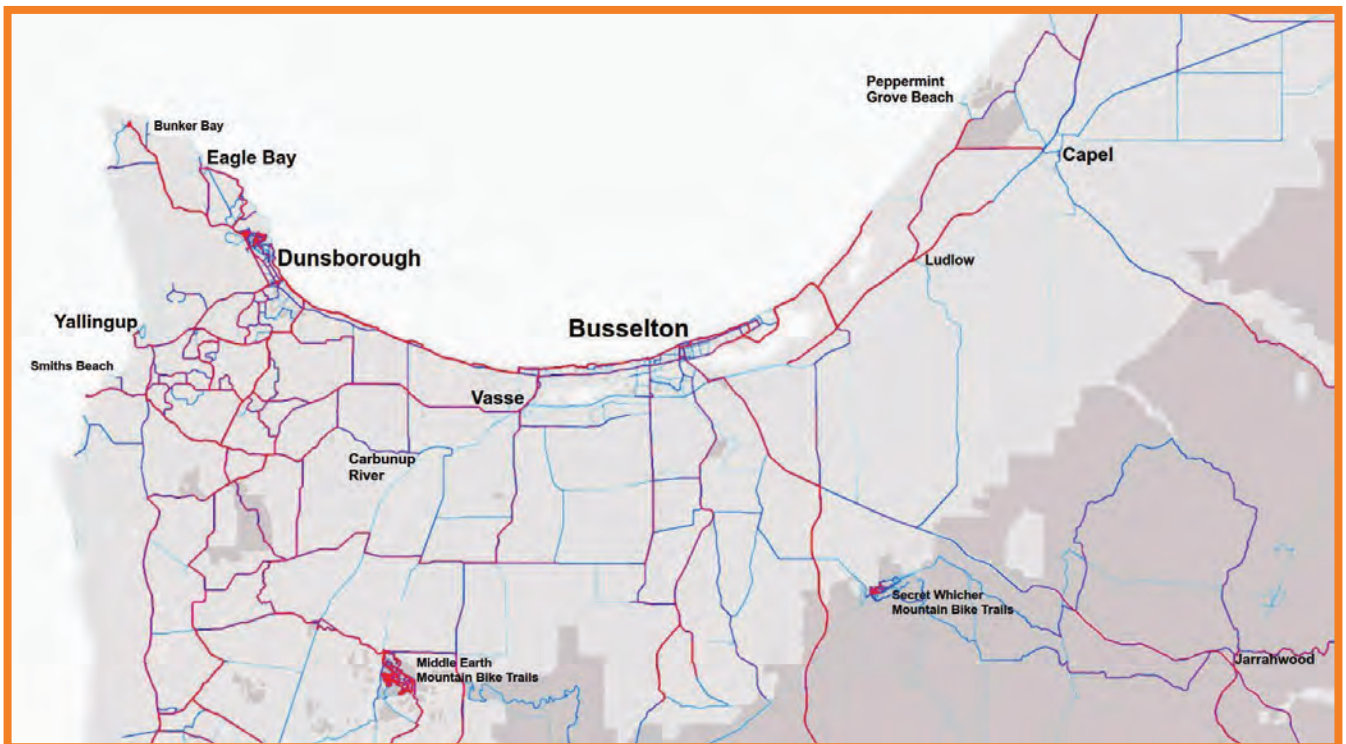 Peppermint
Grove Beach
Bunker Bay
Eagle Bay
Capel
Dunsborough
Ludlow
Yallingup
Busselton
Smiths Beach
Vasse
Carbunup
River
Secret Whicher
Mountain Bike Trails
Middle Earth
Mountain Bike Trails
Jarrahwood